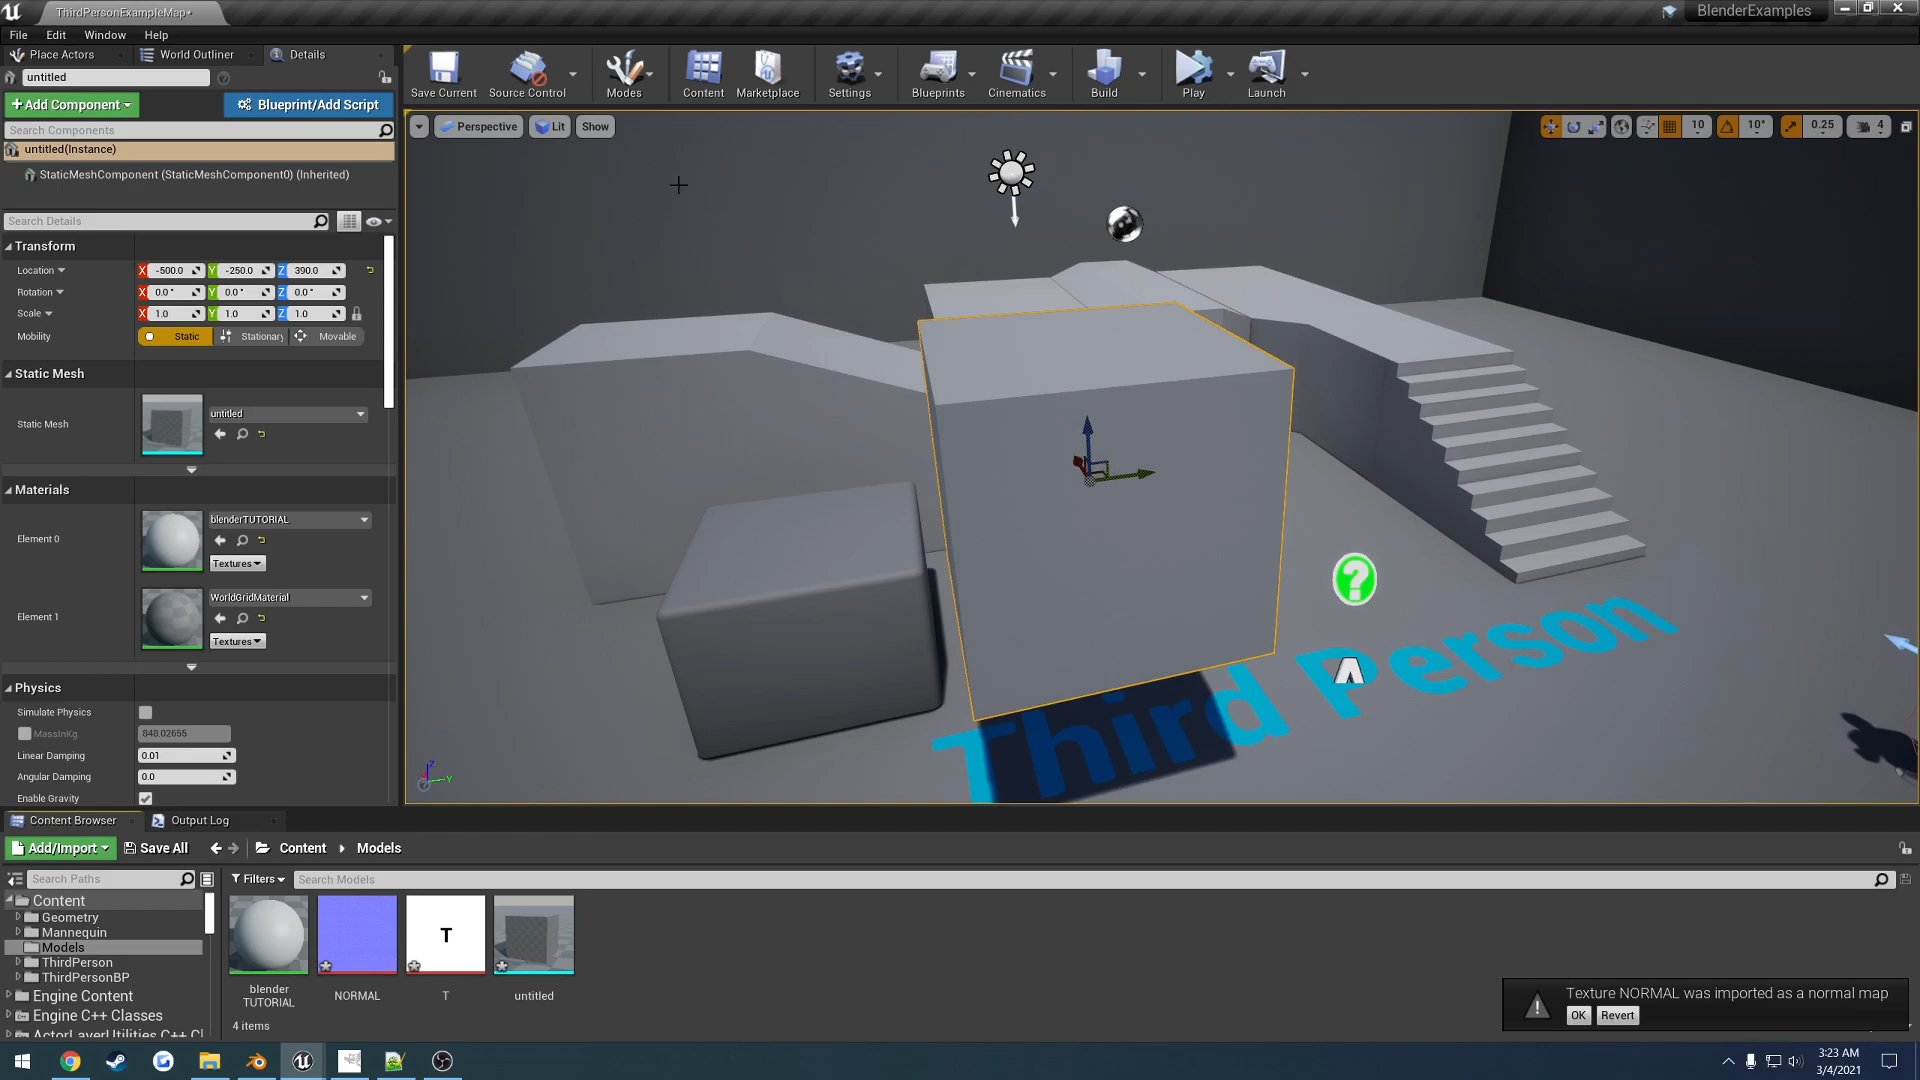 ThirdPersonExampleMap*
BlenderExamples
File Edit Window Help
Place Actors World Outliner Details
untitled
Add Component Blueprint/Add Script
Search Components
untitled(Instance)
StaticMeshComponent (StaticMeshComponent0) (Inherited)
Search Details
Transform
Location X -500.0 Y -250.0 Z 390.0
Rotation X 0.0° Y 0.0° Z 0.0°
Scale X 1.0 Y 1.0 Z 1.0
Mobility Static Stationary Movable
Static Mesh
Static Mesh untitled
Materials
Element 0 blenderTUTORIAL
Textures
Element 1 WorldGridMaterial
Textures
Physics
Simulate Physics
MassInKg 848.02655
Linear Damping 0.01
Angular Damping 0.0
Enable Gravity
Save Current Source Control Modes Content Marketplace Settings Blueprints Cinematics Build Play Launch
Perspective Lit Show
10 10° 0.25 4
?
Third Person
Z
Y
Content Browser Output Log
Add/Import Save All Content Models
Search Paths Filters Search Models
Content
Geometry
Mannequin
Models
ThirdPerson
ThirdPersonBP
Engine Content
Engine C++ Classes
ActorLayerUtilities C++ Cl
T
blender TUTORIAL
NORMAL
T
untitled
4 items
Texture NORMAL was imported as a normal map
OK Revert
3:23 AM
3/4/2021